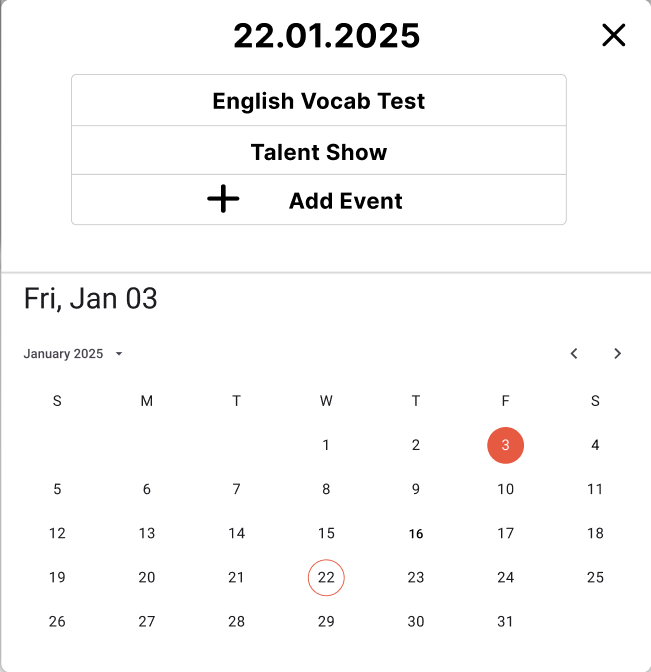 22.01.2025
English Vocab Test
Talent Show
Add Event
Fri, Jan 03
January 2025
S M T W T F S
1 2 3 4
5 6 7 8 9 10 11
12 13 14 15 16 17 18
19 20 21 22 23 24 25
26 27 28 29 30 31